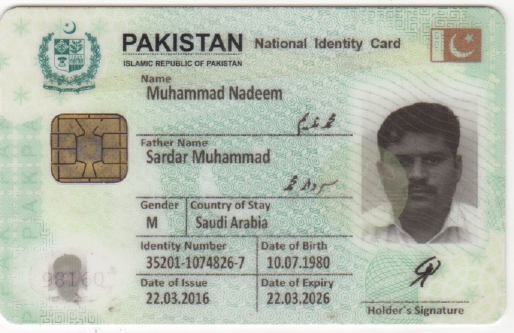 PAKISTAN National Identity Card
ISLAMIC REPUBLIC OF PAKISTAN
Name
Muhammad Nadeem
محمد ندیم
Father Name
Sardar Muhammad
سردار محمد
Gender Country of Stay
M Saudi Arabia
Identity Number Date of Birth
35201-1074826-7 10.07.1980
Date of Issue Date of Expiry
22.03.2016 22.03.2026
Holder's Signature